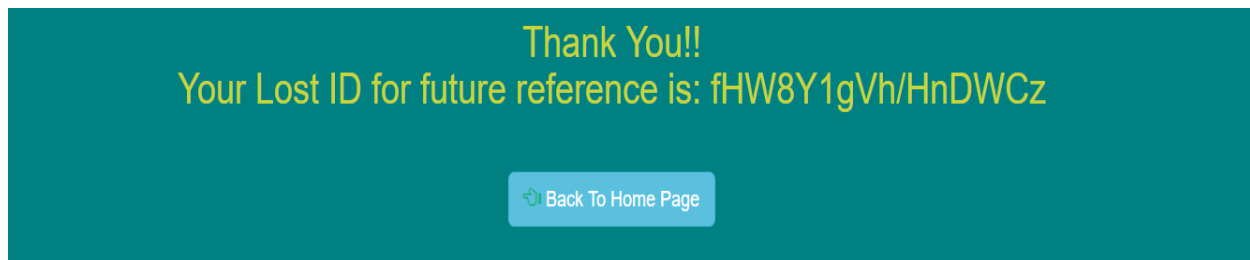 Thank You!!
Your Lost ID for future reference is: fHW8Y1gVh/HnDWCz
Back To Home Page